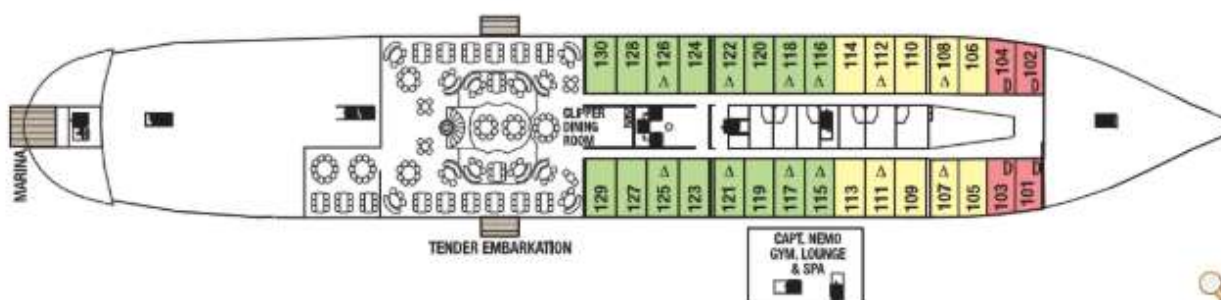 130 128 126 124 122 120 118 116 114 112 110 108 106 104 102
CLIPPER
DINING
ROOM
MARINA
129 127 125 123 121 119 117 115 113 111 109 107 105 103 101
TENDER EMBARKATION
CAPT. NEMO
GYM, LOUNGE
& SPA